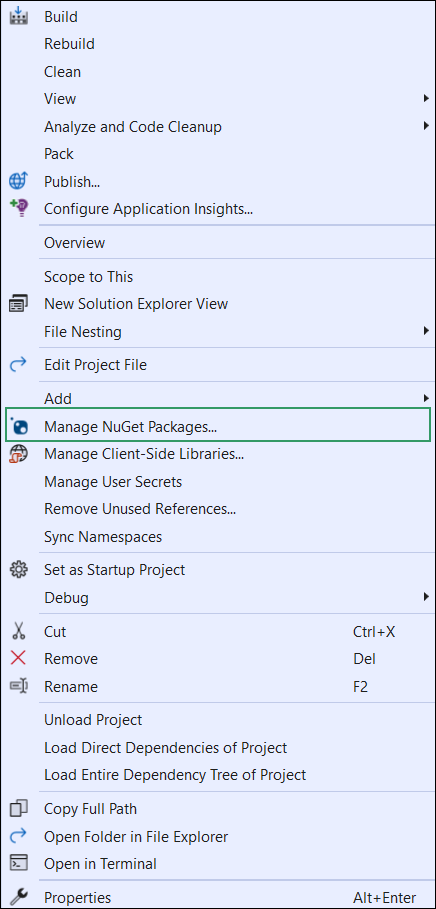 Build
Rebuild
Clean
View
Analyze and Code Cleanup
Pack
Publish...
Configure Application Insights...
Overview
Scope to This
New Solution Explorer View
File Nesting
Edit Project File
Add
Manage NuGet Packages...
Manage Client-Side Libraries...
Manage User Secrets
Remove Unused References...
Sync Namespaces
Set as Startup Project
Debug
Cut Ctrl+X
Remove Del
Rename F2
Unload Project
Load Direct Dependencies of Project
Load Entire Dependency Tree of Project
Copy Full Path
Open Folder in File Explorer
Open in Terminal
Properties Alt+Enter